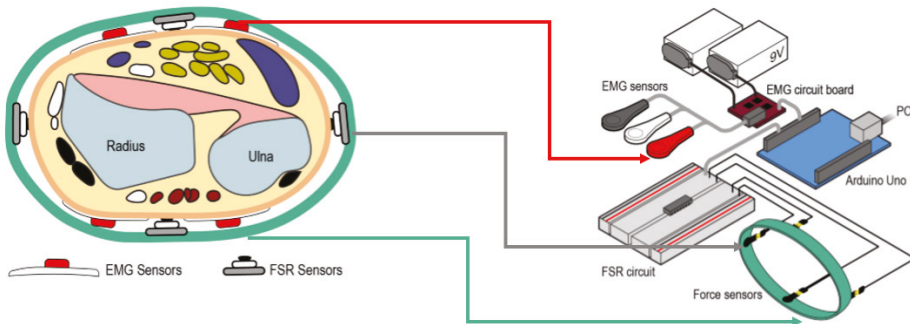 Radius
Ulna
EMG Sensors
FSR Sensors
9V
EMG sensors
EMG circuit board
PC
Arduino Uno
FSR circuit
Force sensors